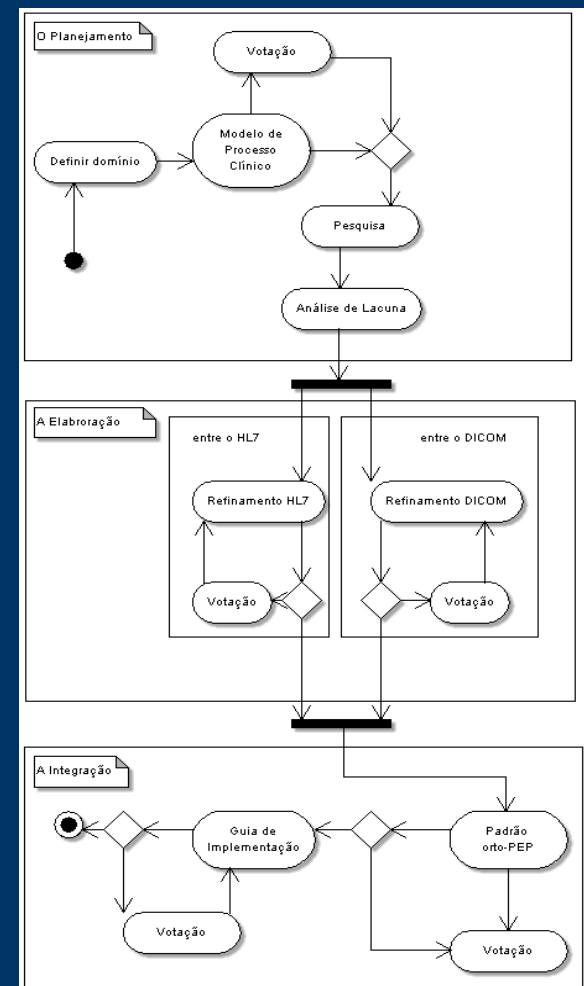 O Planejamento
Votação
Modelo de
Processo
Clínico
Definir domínio
Pesquisa
Análise de Lacuna
A Elabroração
entre o HL7
entre o DICOM
Refinamento HL7
Refinamento DICOM
Votação
Votação
A Integração
Guia de
Implementação
Padrão
orto-PEP
Votação
Votação